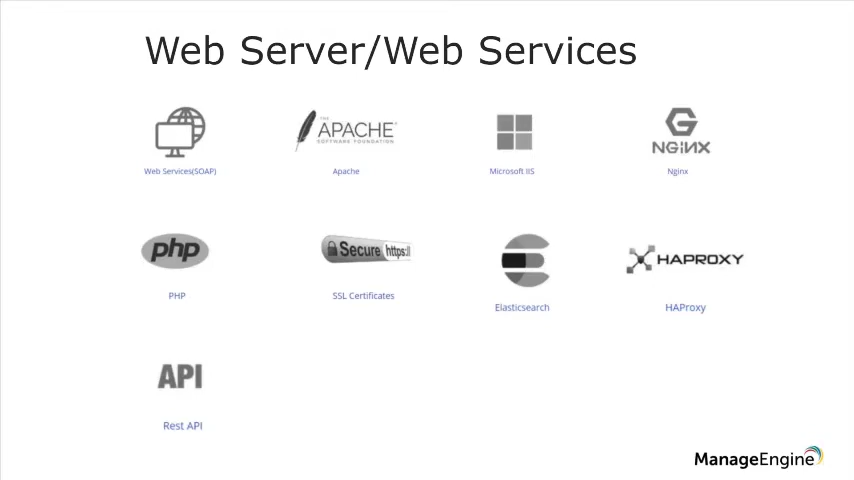 Web Server/Web Services
THE
APACHE
SOFTWARE FOUNDATION
NGiNX
Web Services(SOAP)
Apache
Microsoft IIS
Nginx
php
Secure https://
HAPROXY
PHP
SSL Certificates
Elasticsearch
HAProxy
API
Rest API
ManageEngine